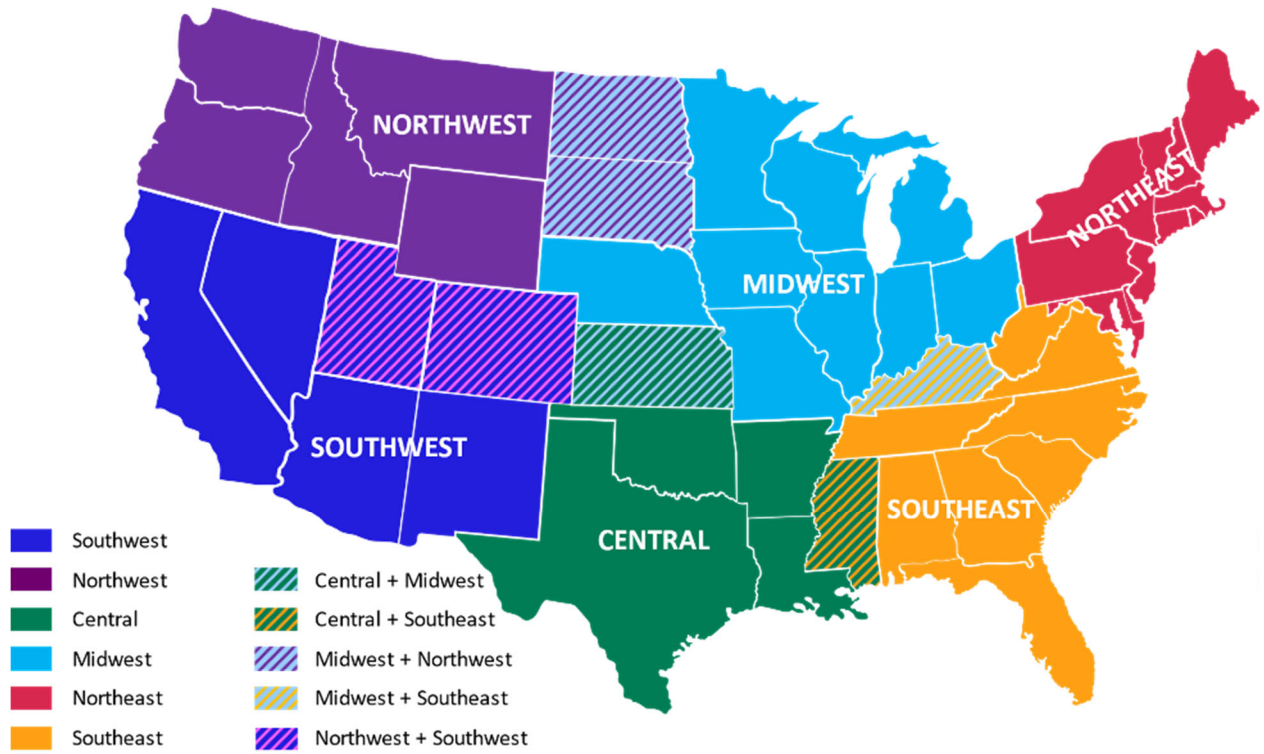 NORTHWEST
NORTHEAST
MIDWEST
SOUTHWEST
SOUTHEAST
CENTRAL
Southwest
Northwest
Central
Midwest
Northeast
Southeast
Central + Midwest
Central + Southeast
Midwest + Northwest
Midwest + Southeast
Northwest + Southwest